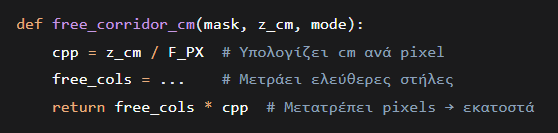 def free_corridor_cm(mask, z_cm, mode):
    cpp = z_cm / F_PX  # Υπολογίζει cm ανά pixel
    free_cols = ...    # Μετράει ελεύθερες στήλες
    return free_cols * cpp  # Μετατρέπει pixels → εκατοστά